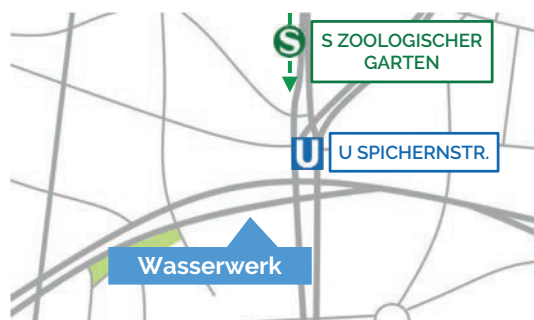 S
S ZOOLOGISCHER
GARTEN
U
U SPICHERNSTR.
Wasserwerk